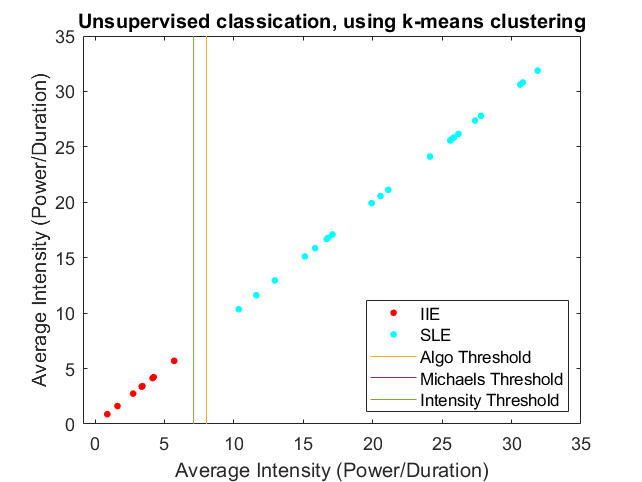 Unsupervised classication, using k-means clustering
Average Intensity (Power/Duration)
35
30
25
20
15
10
5
0
IIE
SLE
Algo Threshold
Michaels Threshold
Intensity Threshold
0 5 10 15 20 25 30 35
Average Intensity (Power/Duration)